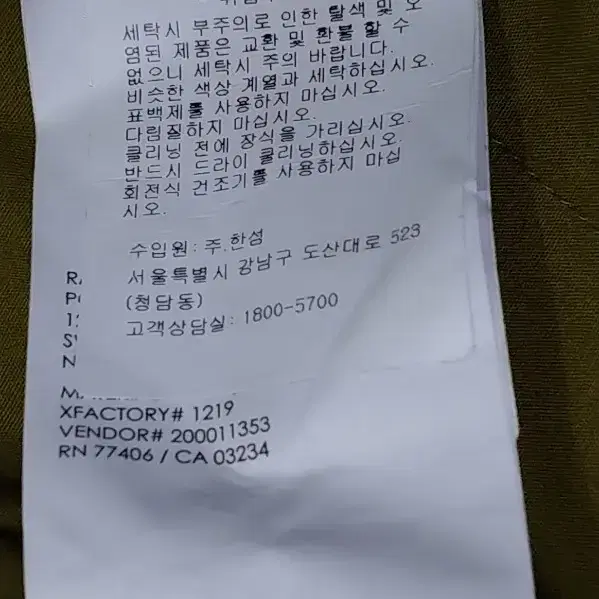 세탁시 부주의로 인한 탈색 및 오
염된 제품은 교환 및 환불 할 수
없으니 세탁시 주의 바랍니다.
비슷한 색상 계열과 세탁하십시오.
표백제를 사용하지 마십시오.
다림질하지 마십시오.
클리닝 전에 장식을 가리십시오.
반드시 드라이 클리닝하십시오.
회전식 건조기를 사용하지 마십
시오.
수입원: 주.한성
서울특별시 강남구 도산대로 523
(청담동)
고객상담실: 1800-5700
XFACTORY# 1219
VENDOR# 200011353
RN 77406 / CA 03234